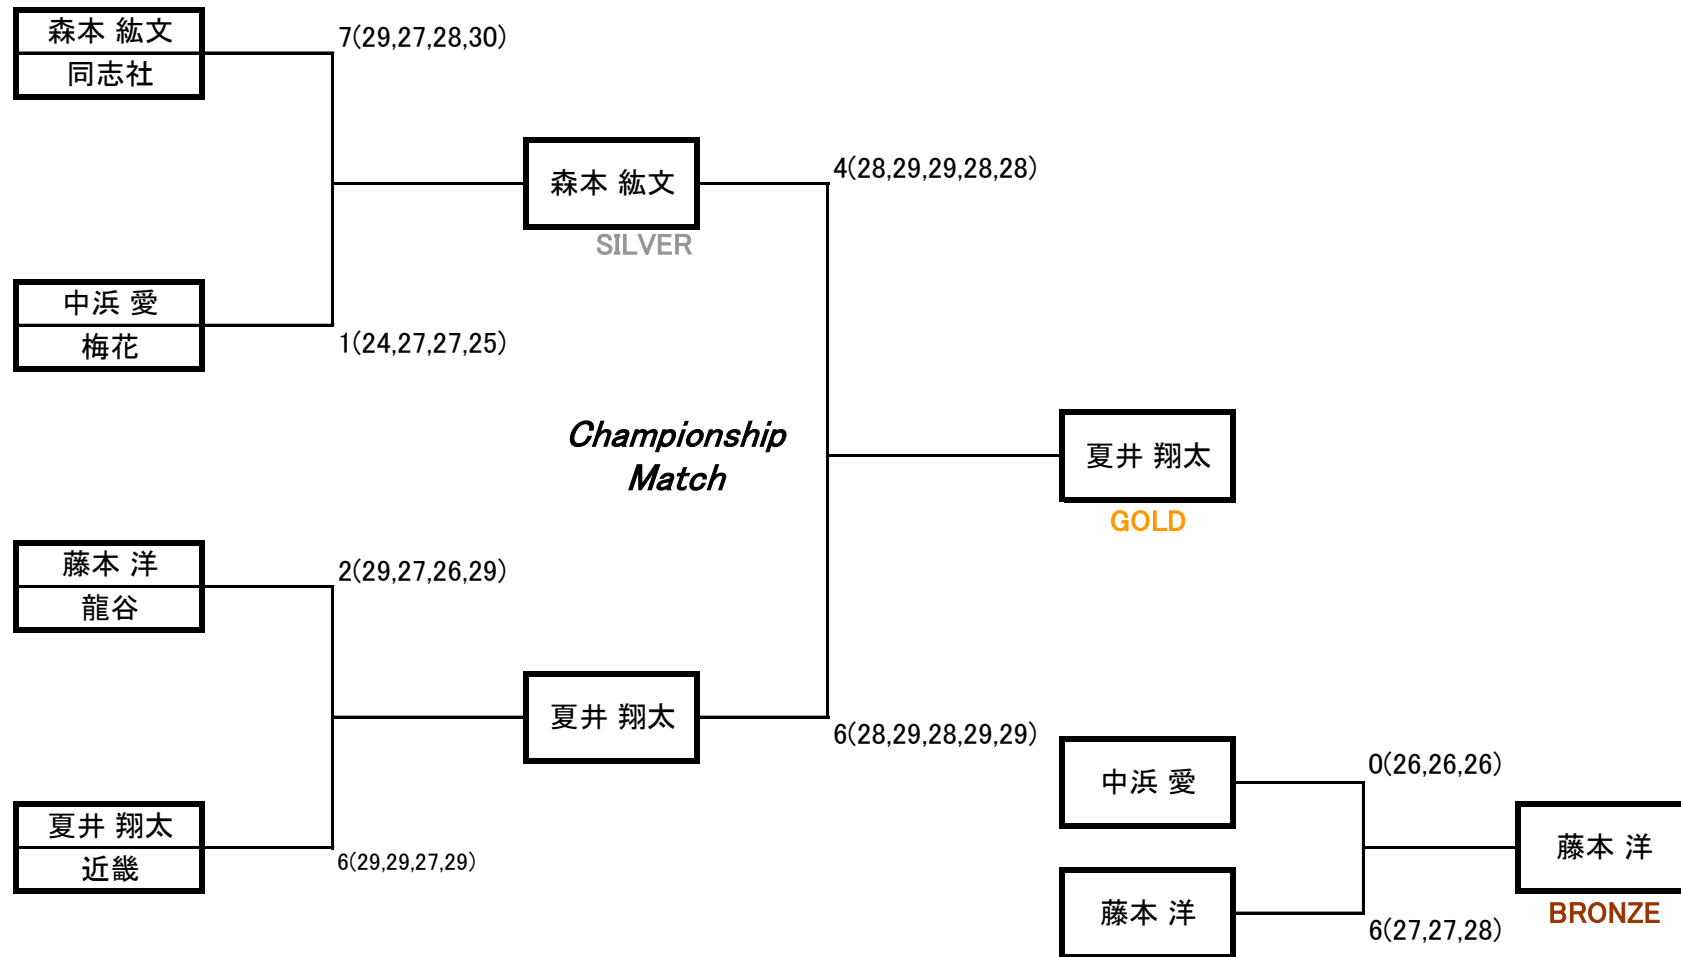 森本 紘文
同志社
7(29,27,28,30)
森本 紘文
SILVER
4(28,29,29,28,28)
中浜 愛
梅花
1(24,27,27,25)
Championship
Match
夏井 翔太
GOLD
藤本 洋
龍谷
2(29,27,26,29)
夏井 翔太
6(28,29,28,29,29)
夏井 翔太
近畿
6(29,29,27,29)
中浜 愛
0(26,26,26)
藤本 洋
BRONZE
藤本 洋
6(27,27,28)